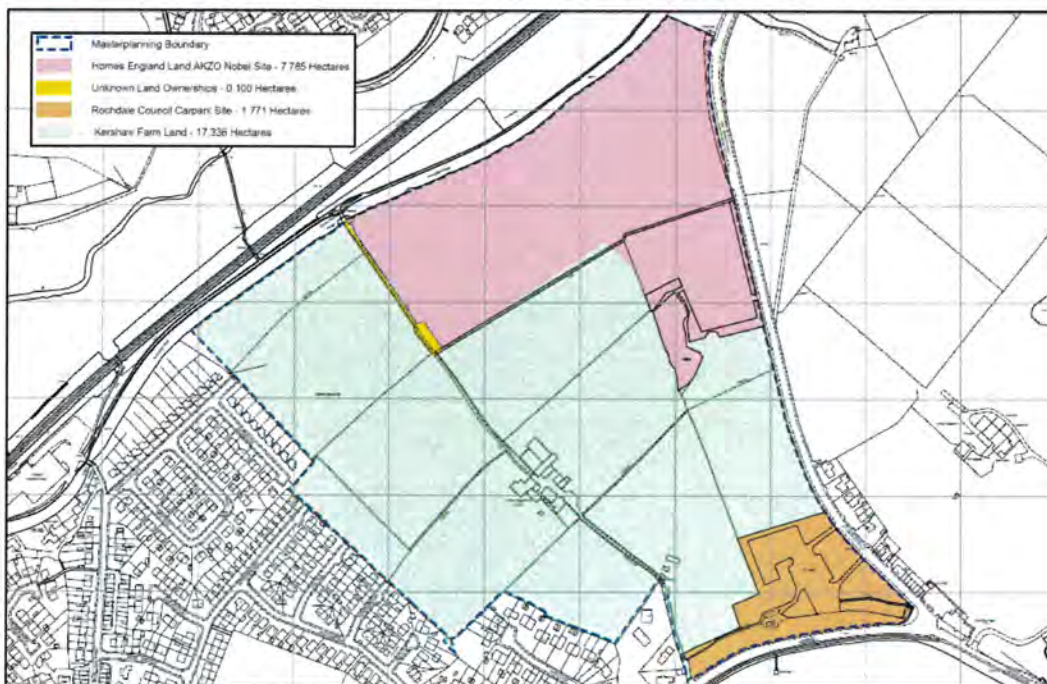 Masterplanning Boundary
Homes England Land AKZO Nobel Site - 7.785 Hectares
Unknown Land Ownerships - 0.100 Hectares
Rochdale Council Carpark Site - 1.771 Hectares
Kershaw Farm Land - 17.336 Hectares